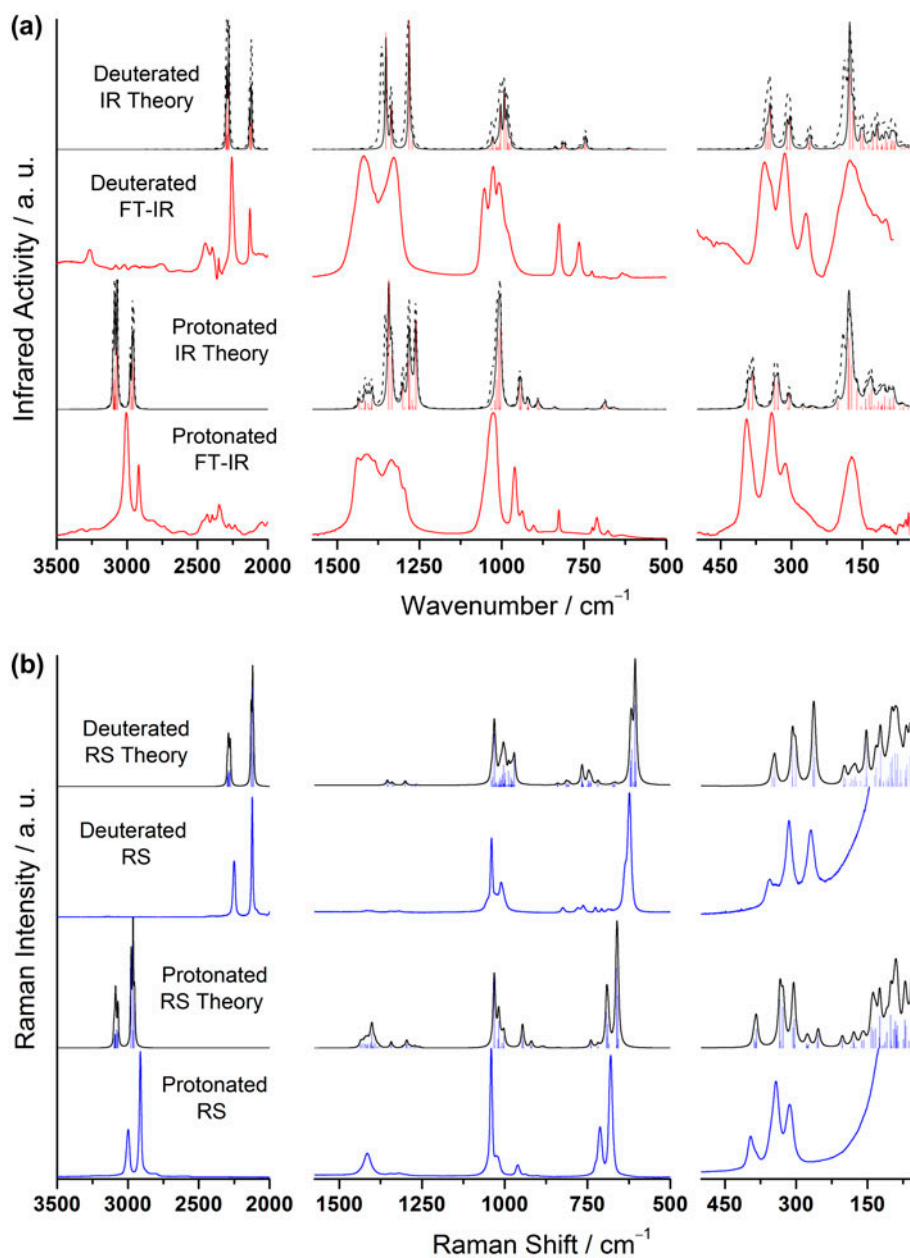 (a)
Deuterated
IR Theory
Deuterated
FT-IR
Protonated
IR Theory
Protonated
FT-IR
Infrared Activity / a. u.
3500 3000 2500 2000 1500 1250 1000 750 500 450 300 150
Wavenumber / cm⁻¹
(b)
Deuterated
RS Theory
Deuterated
RS
Protonated
RS Theory
Protonated
RS
Raman Intensity / a. u.
3500 3000 2500 2000 1500 1250 1000 750 500 450 300 150
Raman Shift / cm⁻¹